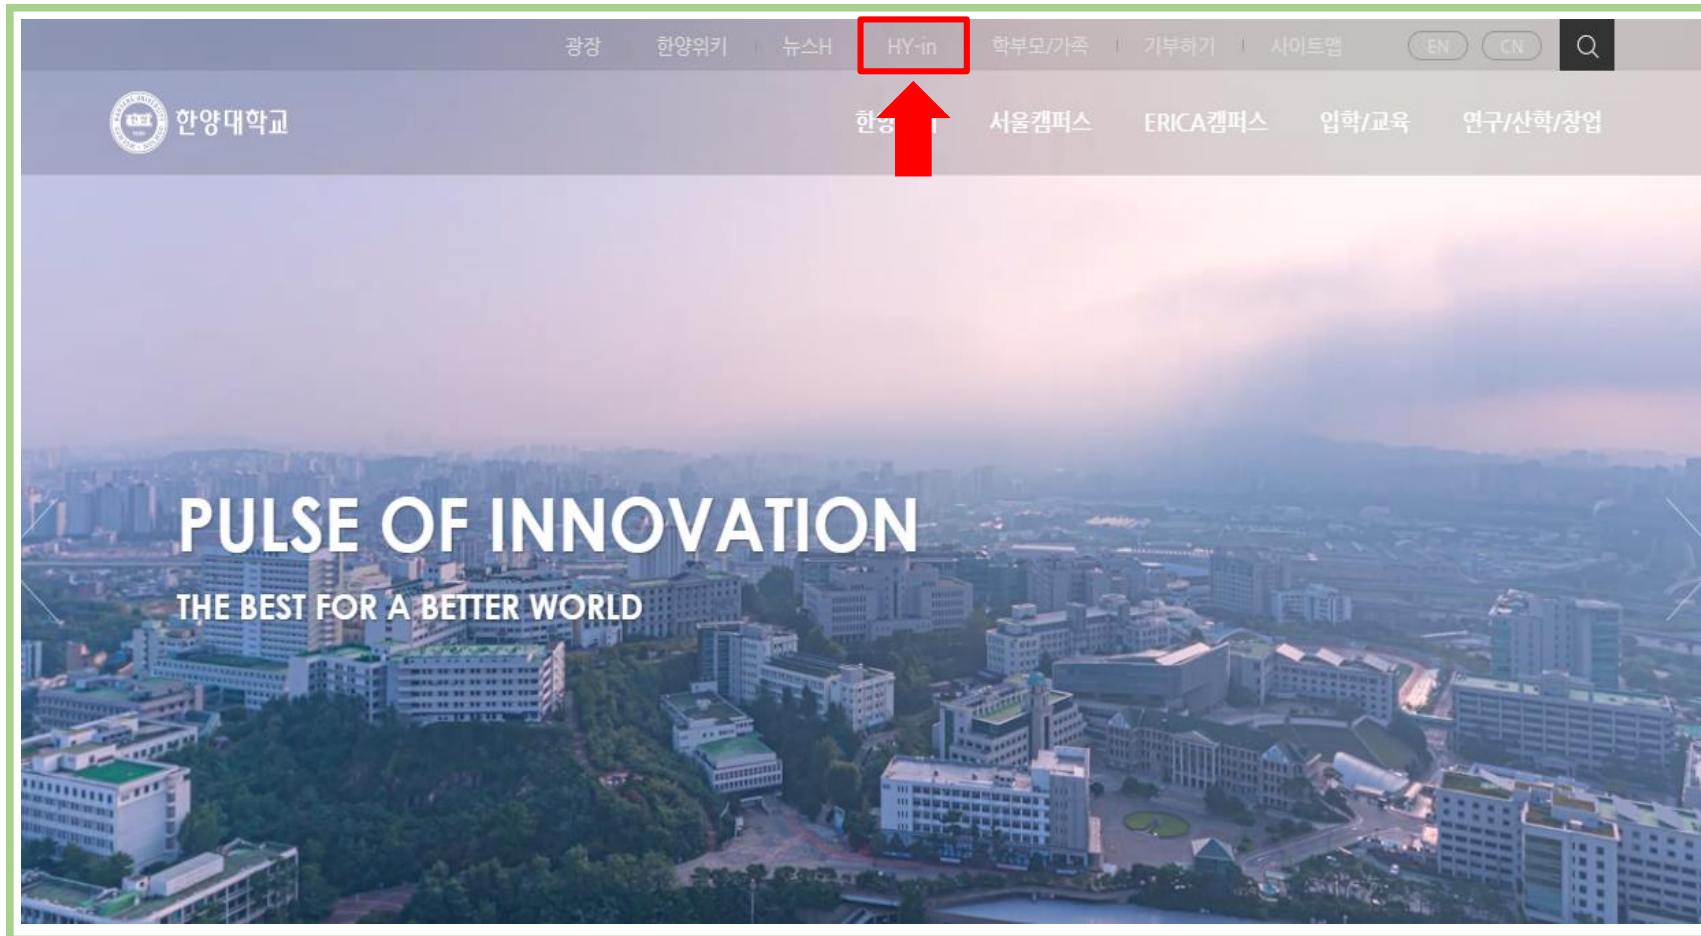 광장 한양위키 뉴스H HY-in 학부모/가족 기부하기 사이트맵 EN CN
한양대학교
서울캠퍼스 ERICA캠퍼스 입학/교육 연구/산학/창업
PULSE OF INNOVATION
THE BEST FOR A BETTER WORLD